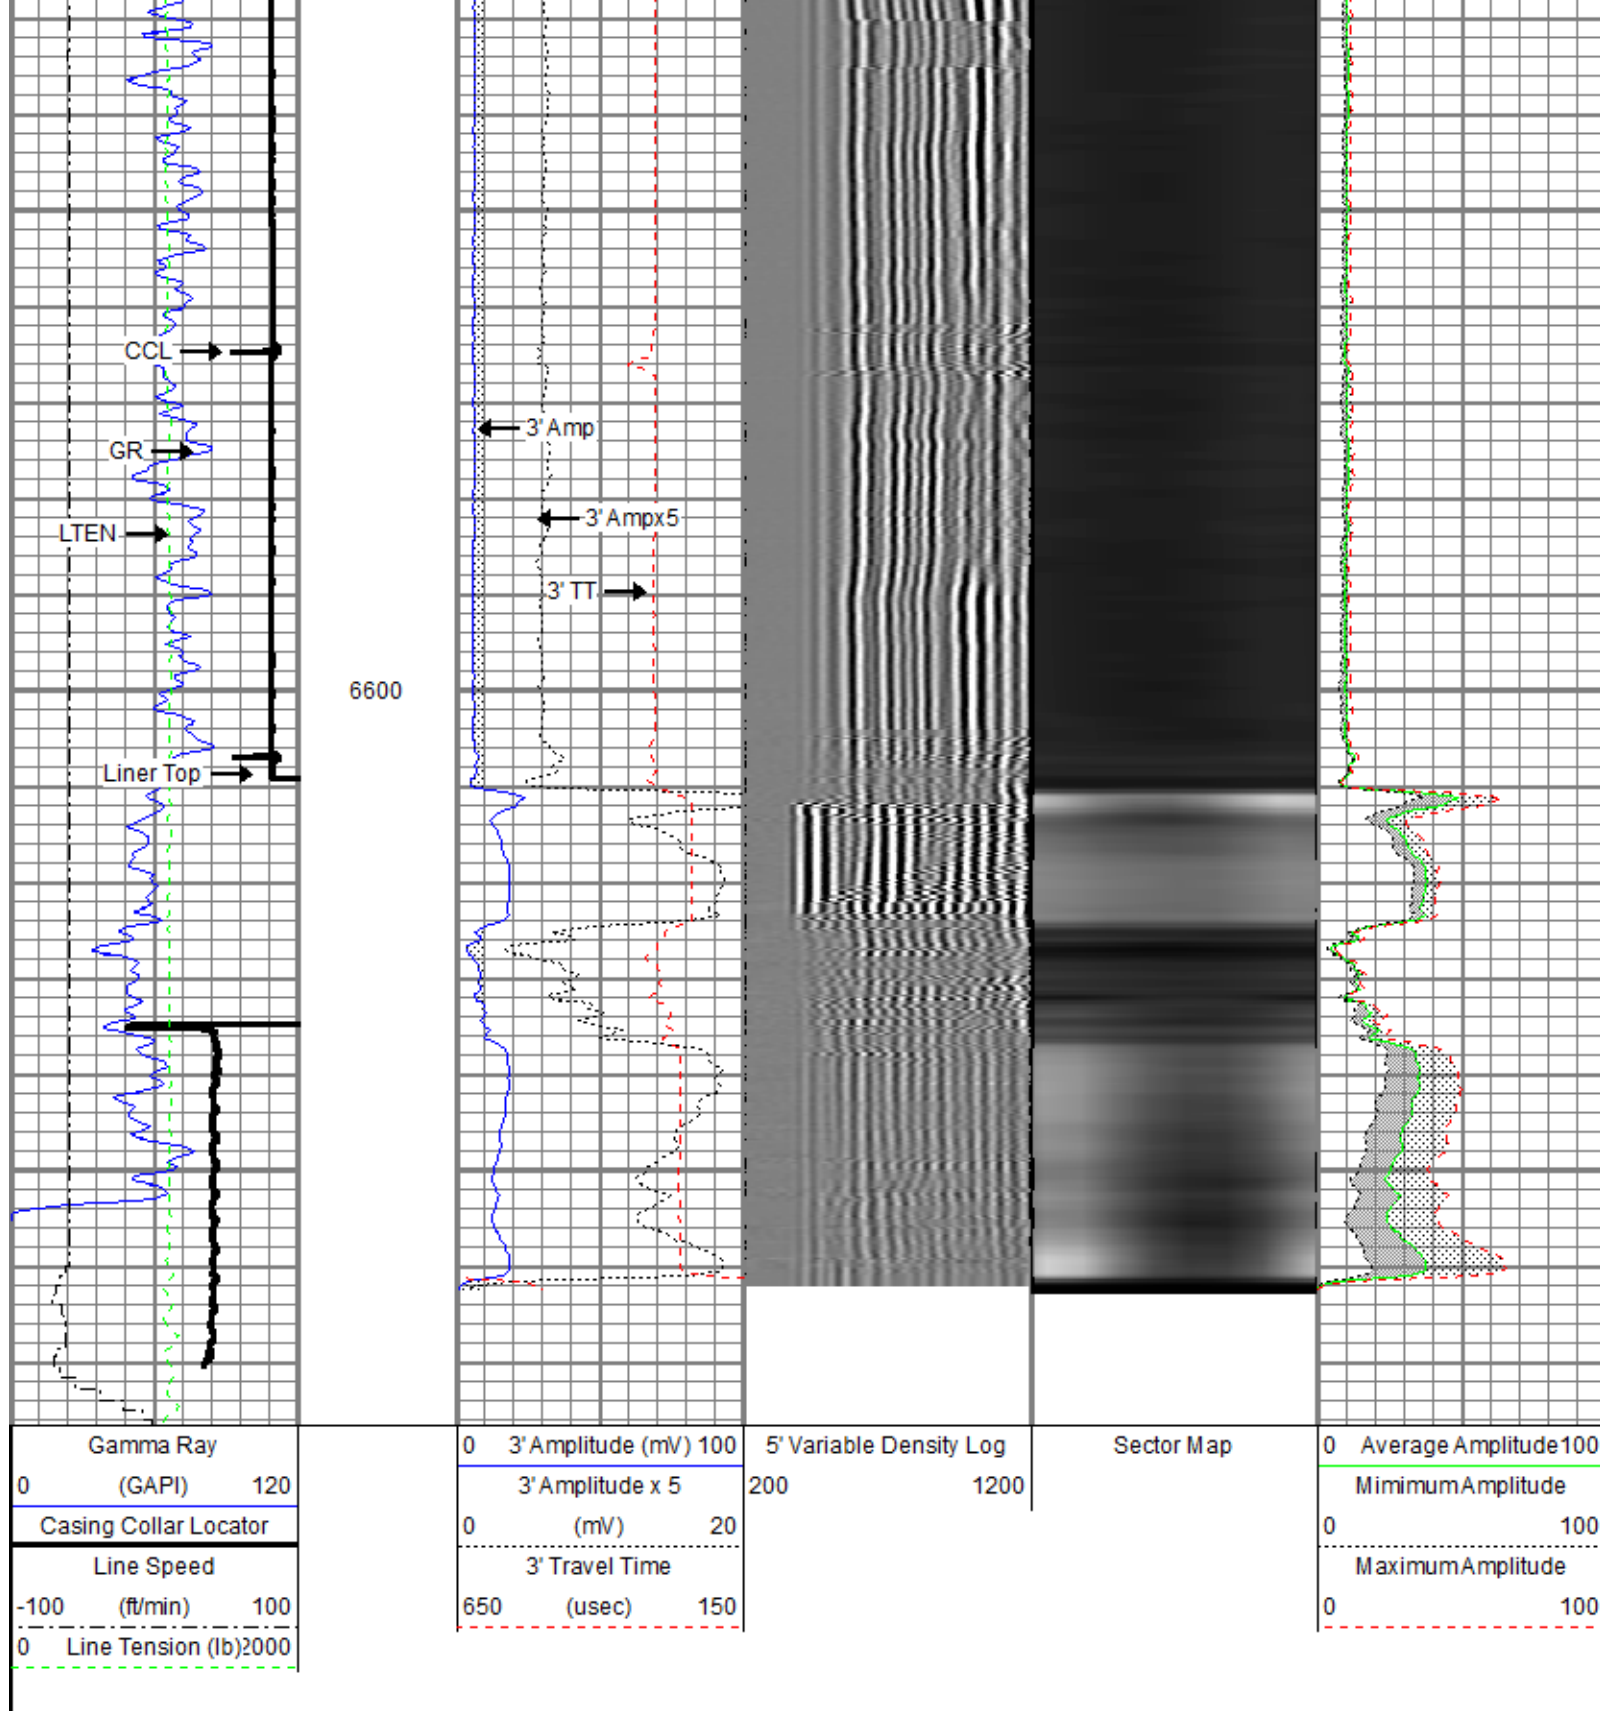 CCL
3' Amp
GR
3' Ampx5
LTEN
3' TT
6600
Liner Top
Gamma Ray
0 (GAPI) 120
Casing Collar Locator
Line Speed
-100 (ft/min) 100
0 Line Tension (lb) 2000
0 3' Amplitude (mV) 100
3' Amplitude x 5
0 (mV) 20
3' Travel Time
650 (usec) 150
5' Variable Density Log
200 1200
Sector Map
0 Average Amplitude 100
Mimimum Amplitude
0 100
Maximum Amplitude
0 100